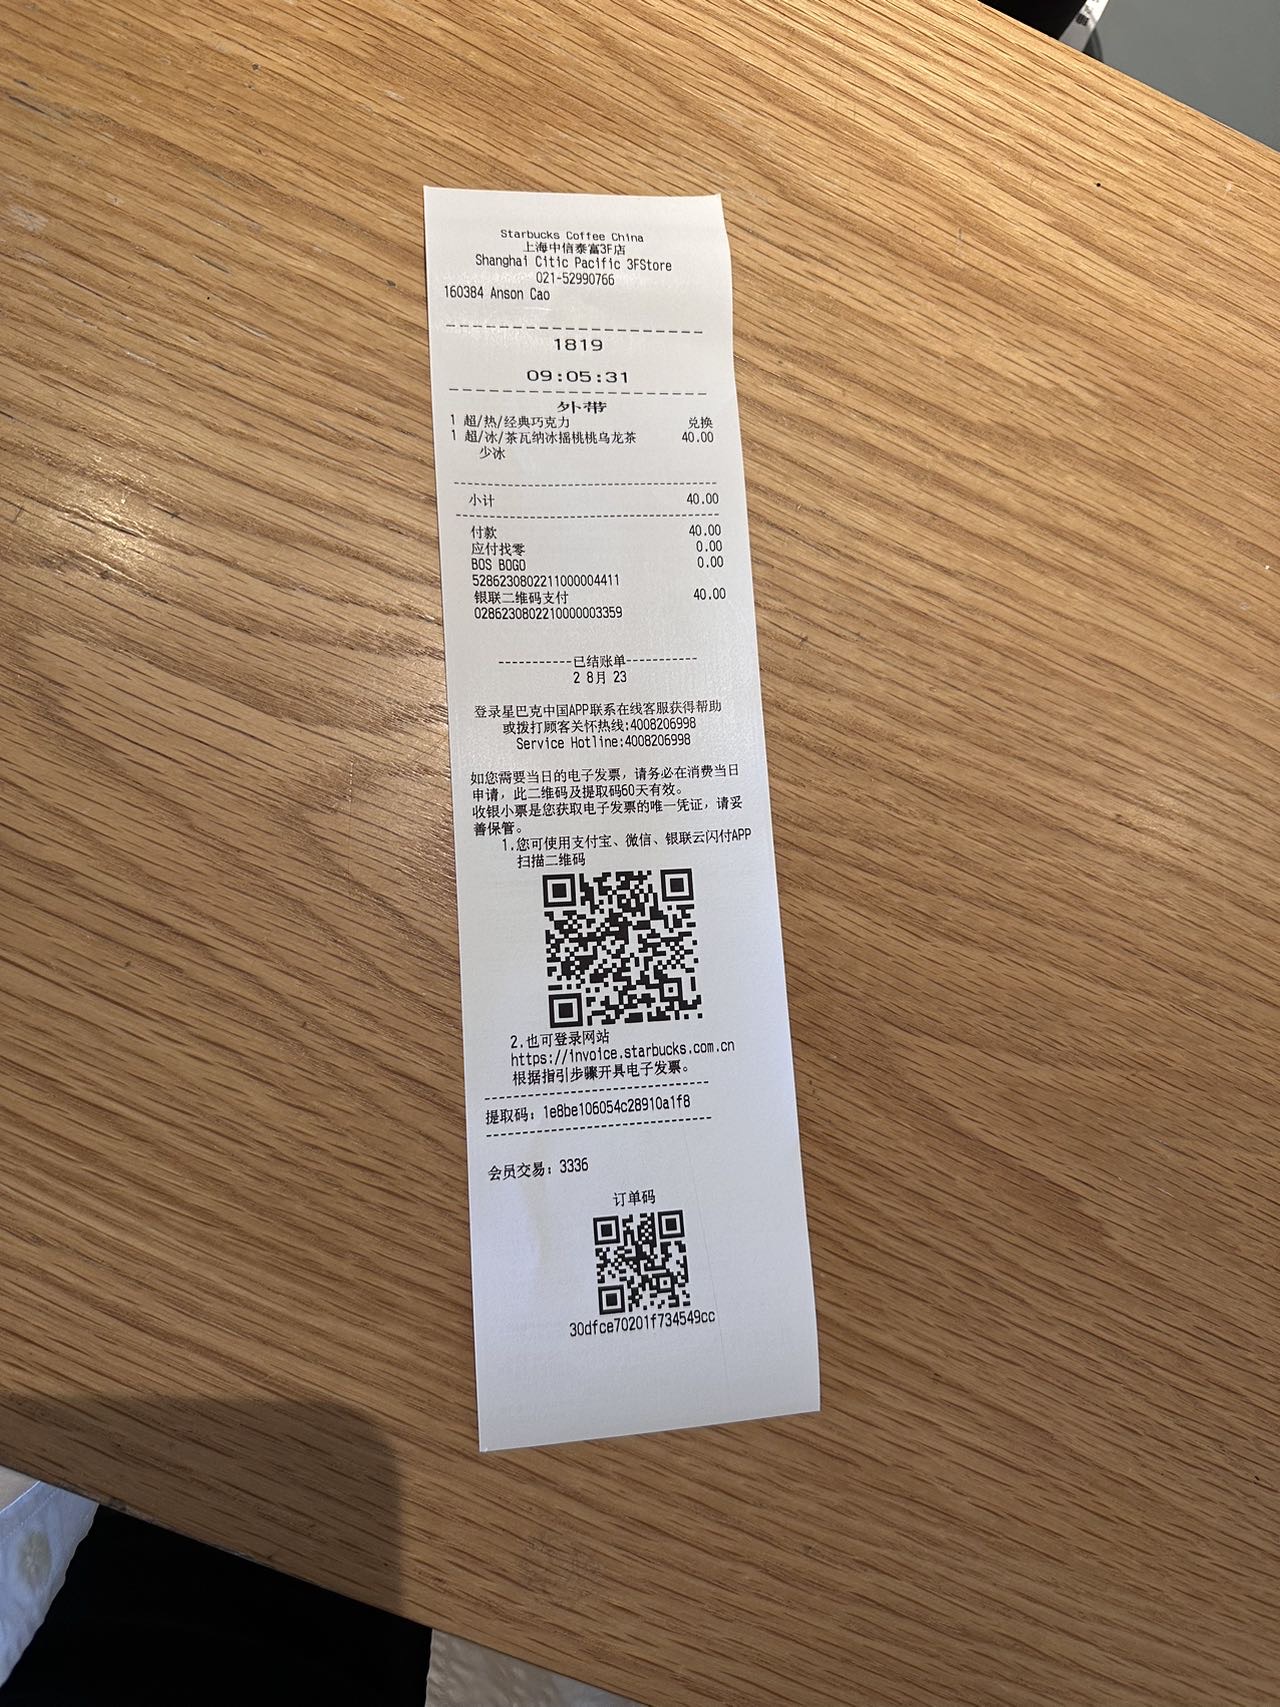 Starbucks Coffee China
上海中信泰富3F店
Shanghai Citic Pacific 3FStore
021-52990766
160384 Anson Cao
1819
09:05:31
外带
1 超/热/经典巧克力 兑换
1 超/冰/茶瓦纳冰摇桃桃乌龙茶 40.00
少冰
小计 40.00
付款 40.00
应付找零 0.00
BOS BOGO 0.00
5286230802211000004411
银联二维码支付 40.00
0286230802210000003359
-----------已结账单-----------
2 8月 23
登录星巴克中国APP联系在线客服获得帮助
或拨打顾客关怀热线:4008206998
Service Hotline:4008206998
如您需要当日的电子发票，请务必在消费当日
申请，此二维码及提取码60天有效。
收银小票是您获取电子发票的唯一凭证，请妥
善保管。
1.您可使用支付宝、微信、银联云闪付APP
扫描二维码
2.也可登录网站
https://invoice.starbucks.com.cn
根据指引步骤开具电子发票。
提取码：1e8be106054c28910a1f8
会员交易：3336
订单码
30dfce70201f734549cc